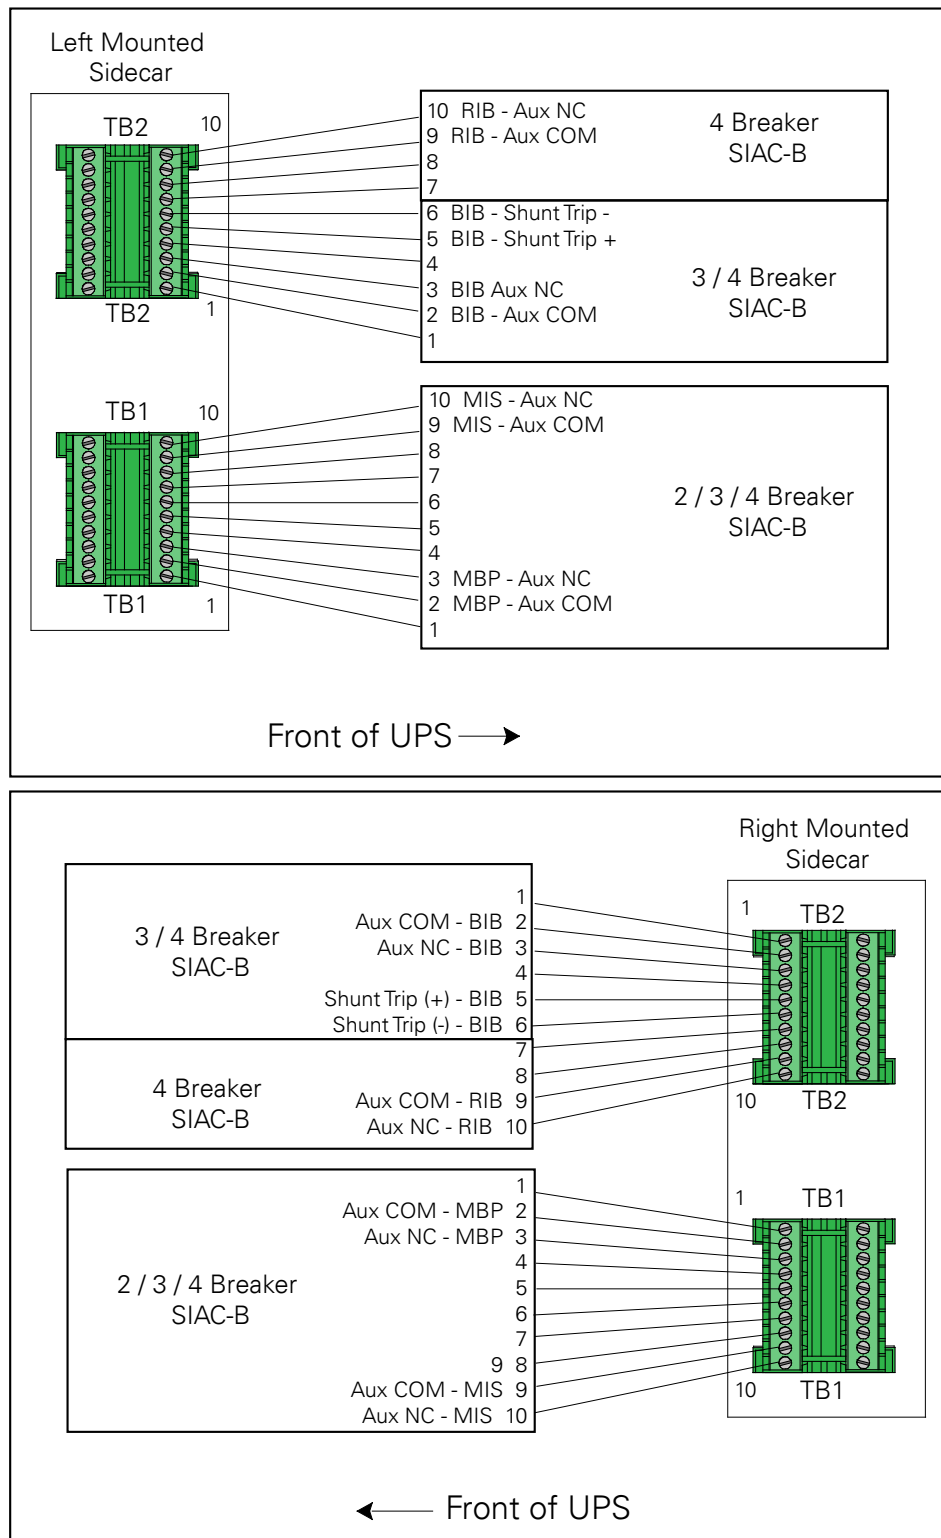 Left Mounted
Sidecar
TB2
10
TB2
1
10 RIB - Aux NC
9 RIB - Aux COM
8
7
4 Breaker
SIAC-B
6 BIB - Shunt Trip -
5 BIB - Shunt Trip +
4
3 BIB Aux NC
2 BIB - Aux COM
1
3 / 4 Breaker
SIAC-B
TB1
10
TB1
1
10 MIS - Aux NC
9 MIS - Aux COM
8
7
6
5
4
3 MBP - Aux NC
2 MBP - Aux COM
1
2 / 3 / 4 Breaker
SIAC-B
Front of UPS
Right Mounted
Sidecar
3 / 4 Breaker
SIAC-B
1
Aux COM - BIB 2
Aux NC - BIB 3
4
Shunt Trip (+) - BIB 5
Shunt Trip (-) - BIB 6
4 Breaker
SIAC-B
7
8
Aux COM - RIB 9
Aux NC - RIB 10
1
TB2
10
TB2
2 / 3 / 4 Breaker
SIAC-B
1
Aux COM - MBP 2
Aux NC - MBP 3
4
5
6
7
9 8
Aux COM - MIS 9
Aux NC - MIS 10
1
TB1
10
TB1
Front of UPS